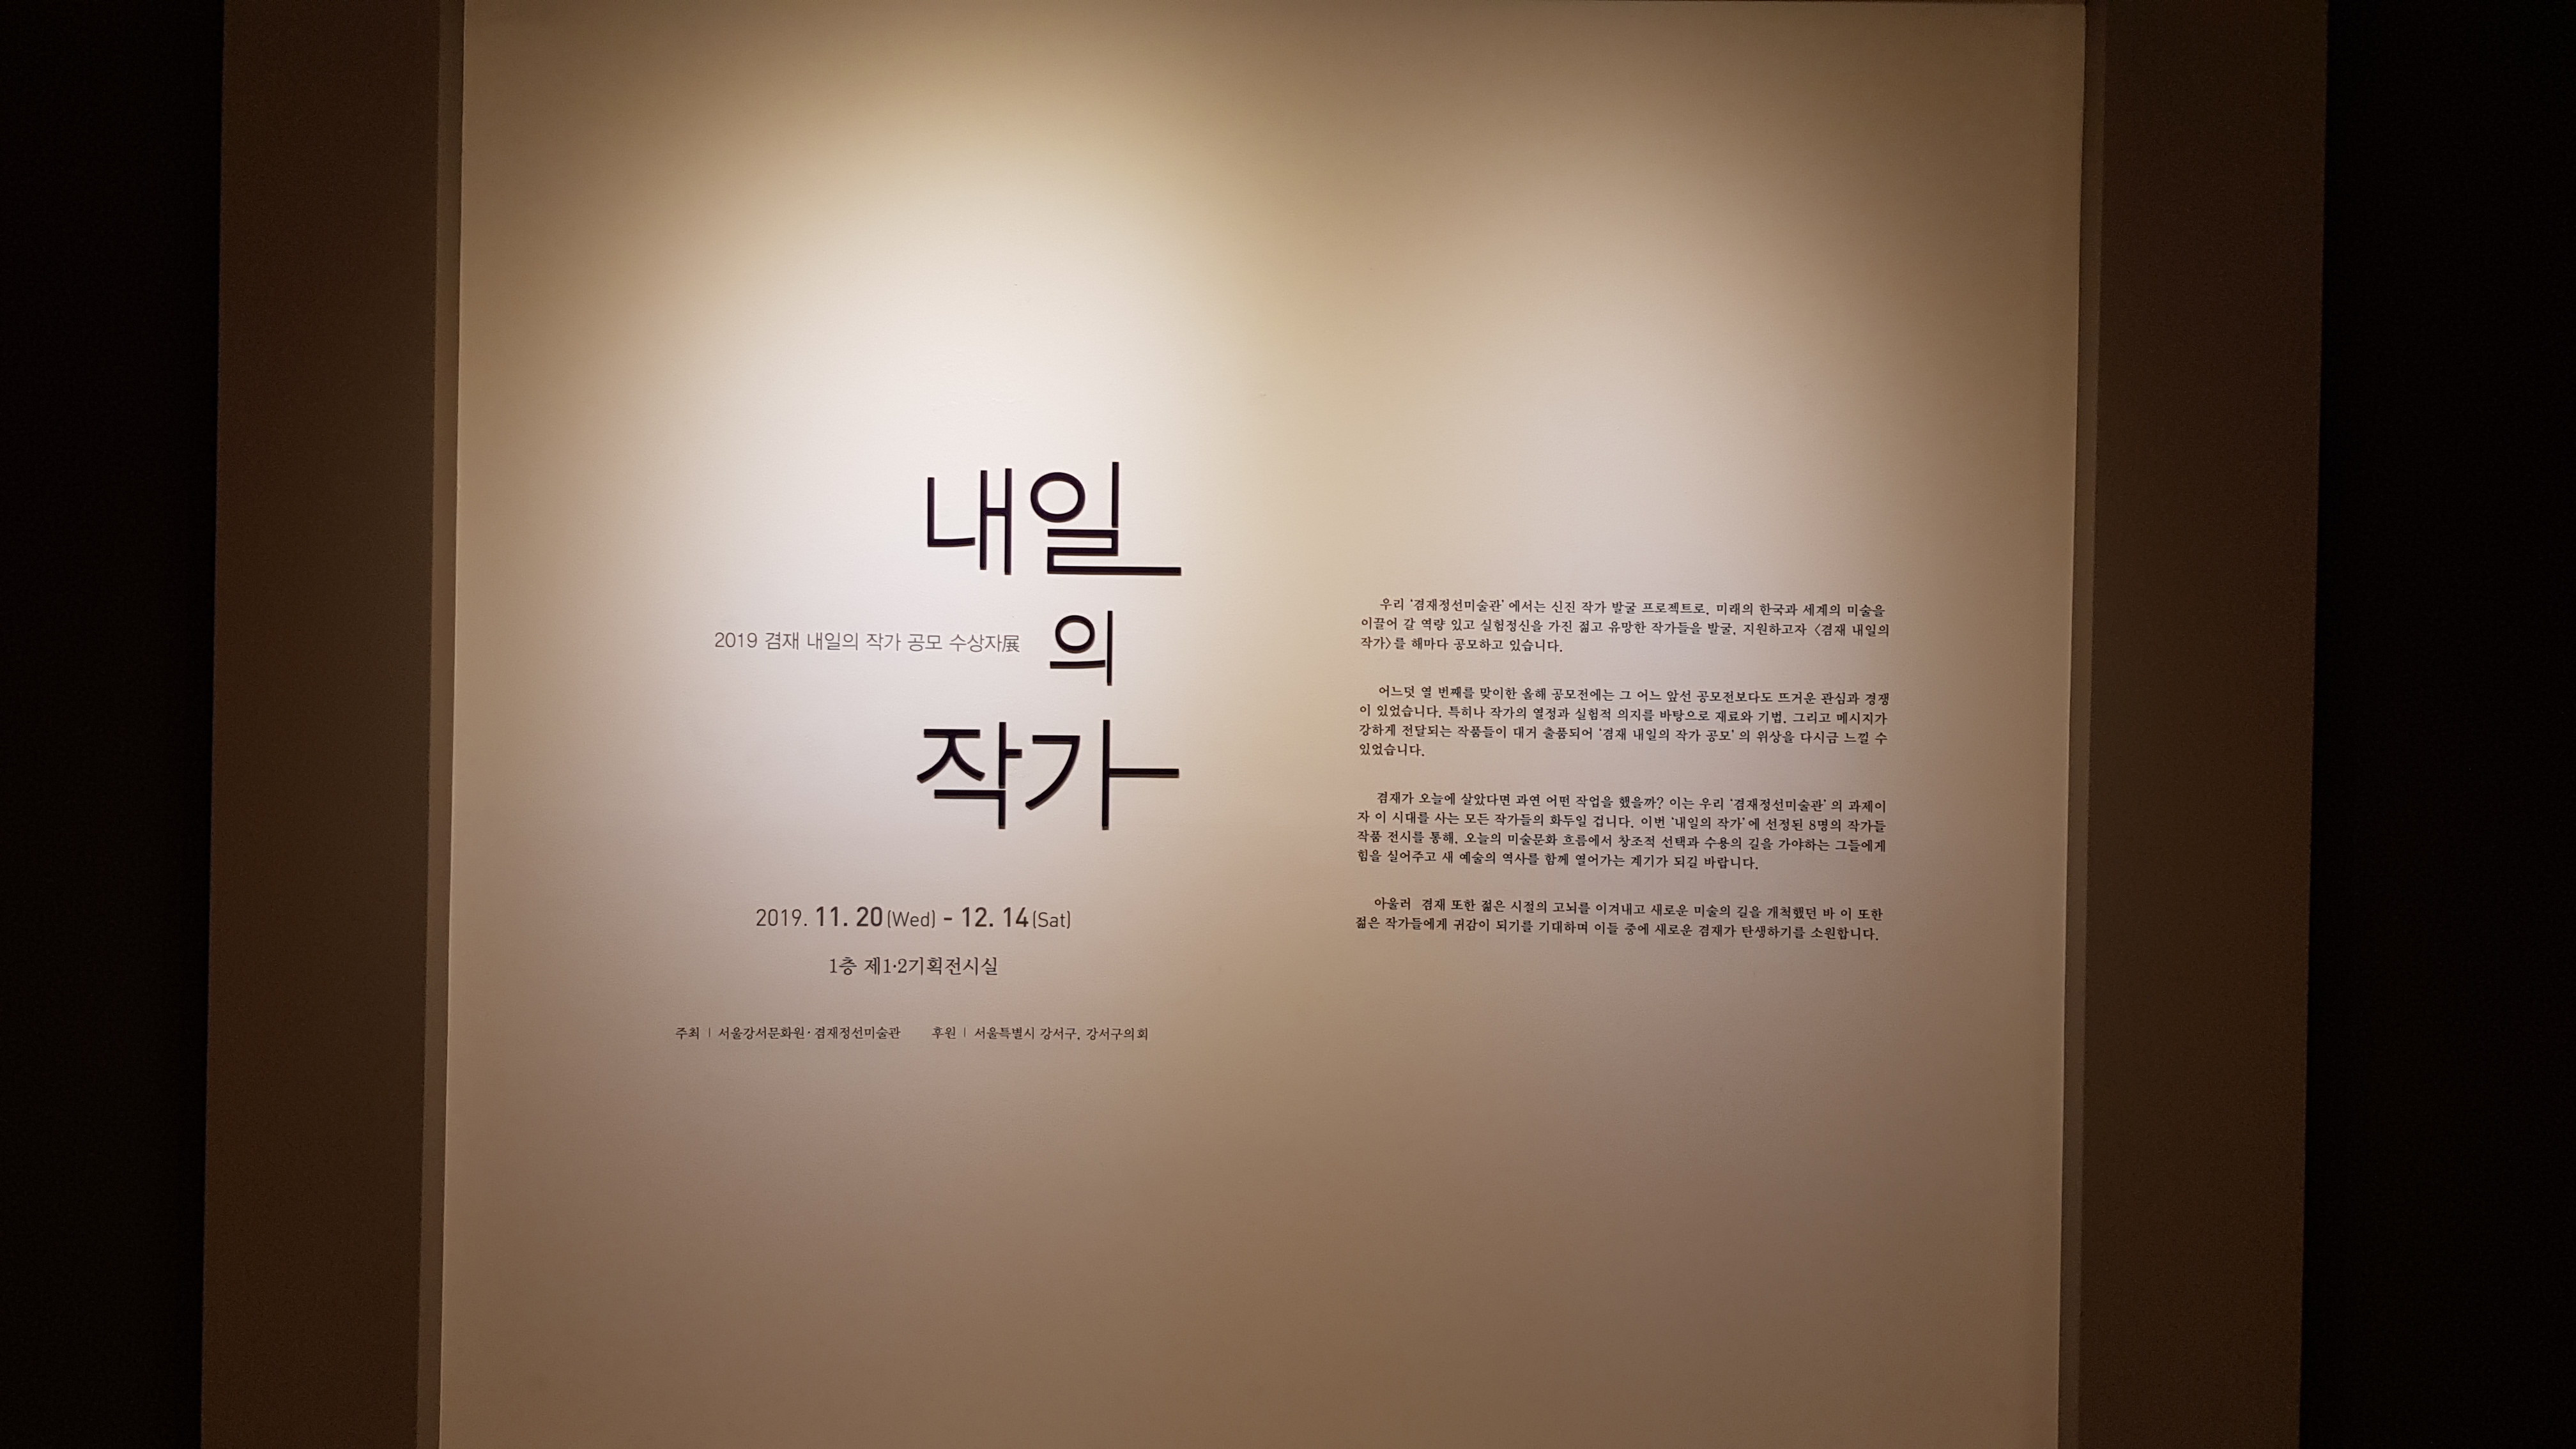 내일
의
2019 겸재 내일의 작가 공모 수상자展
작가
2019. 11. 20(Wed) - 12. 14(Sat)
1층 제1·2기획전시실
주최 | 서울강서문화원·겸재정선미술관 후원 | 서울특별시 강서구, 강서구의회
우리 '겸재정선미술관' 에서는 신진 작가 발굴 프로젝트로, 미래의 한국과 세계의 미술을
이끌어 갈 역량 있고 실험정신을 가진 젊고 유망한 작가들을 발굴, 지원하고자 〈겸재 내일의
작가〉를 해마다 공모하고 있습니다.
어느덧 열 번째를 맞이한 올해 공모전에는 그 어느 앞선 공모전보다도 뜨거운 관심과 경쟁
이 있었습니다. 특히나 작가의 열정과 실험적 의지를 바탕으로 재료와 기법, 그리고 메시지가
강하게 전달되는 작품들이 대거 출품되어 '겸재 내일의 작가 공모' 의 위상을 다시금 느낄 수
있었습니다.
겸재가 오늘에 살았다면 과연 어떤 작업을 했을까? 이는 우리 '겸재정선미술관' 의 과제이
자 이 시대를 사는 모든 작가들의 화두일 겁니다. 이번 '내일의 작가' 에 선정된 8명의 작가들
작품 전시를 통해, 오늘의 미술문화 흐름에서 창조적 선택과 수용의 길을 가야하는 그들에게
힘을 실어주고 새 예술의 역사를 함께 열어가는 계기가 되길 바랍니다.
아울러 겸재 또한 젊은 시절의 고뇌를 이겨내고 새로운 미술의 길을 개척했던 바 이 또한
젊은 작가들에게 귀감이 되기를 기대하며 이들 중에 새로운 겸재가 탄생하기를 소원합니다.